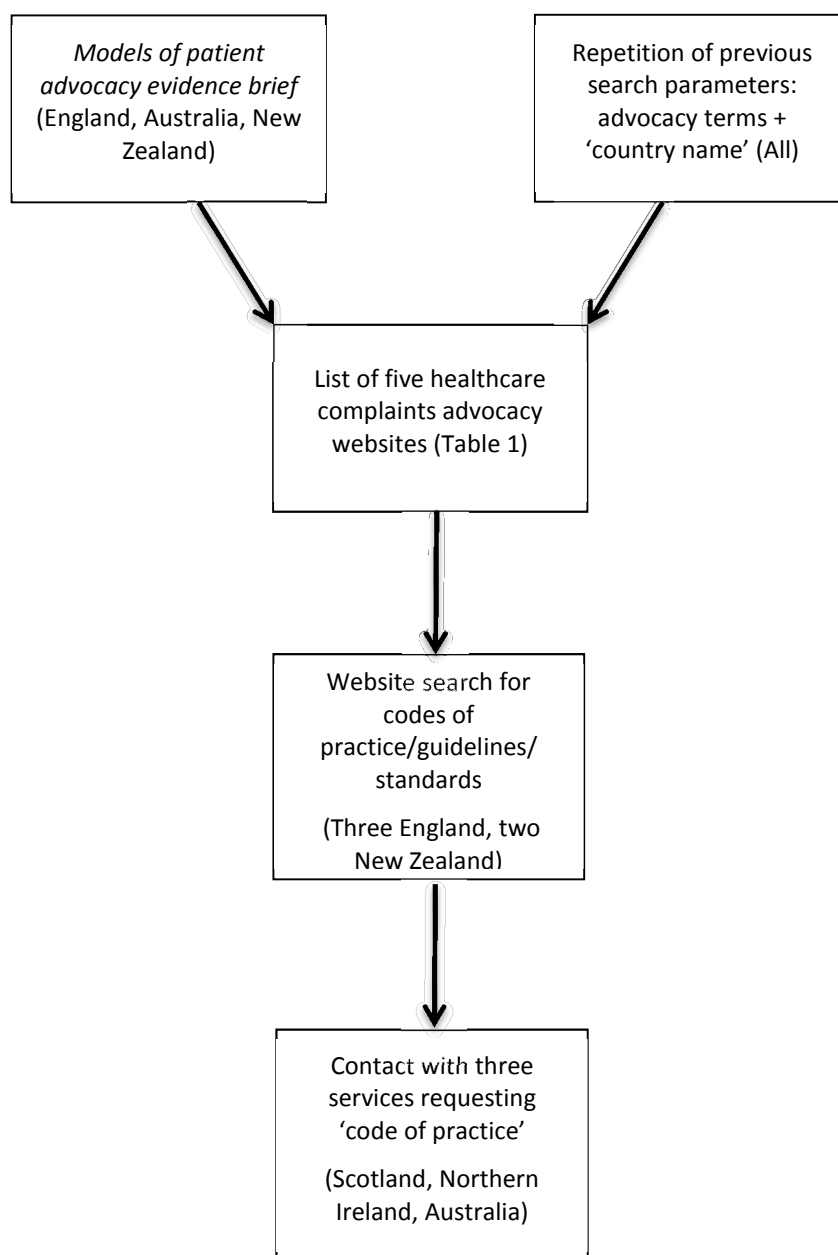 Models of patient
advocacy evidence brief
(England, Australia, New
Zealand)
Repetition of previous
search parameters:
advocacy terms +
‘country name’ (All)
List of five healthcare
complaints advocacy
websites (Table 1)
Website search for
codes of
practice/guidelines/
standards
(Three England, two
New Zealand)
Contact with three
services requesting
‘code of practice’
(Scotland, Northern
Ireland, Australia)